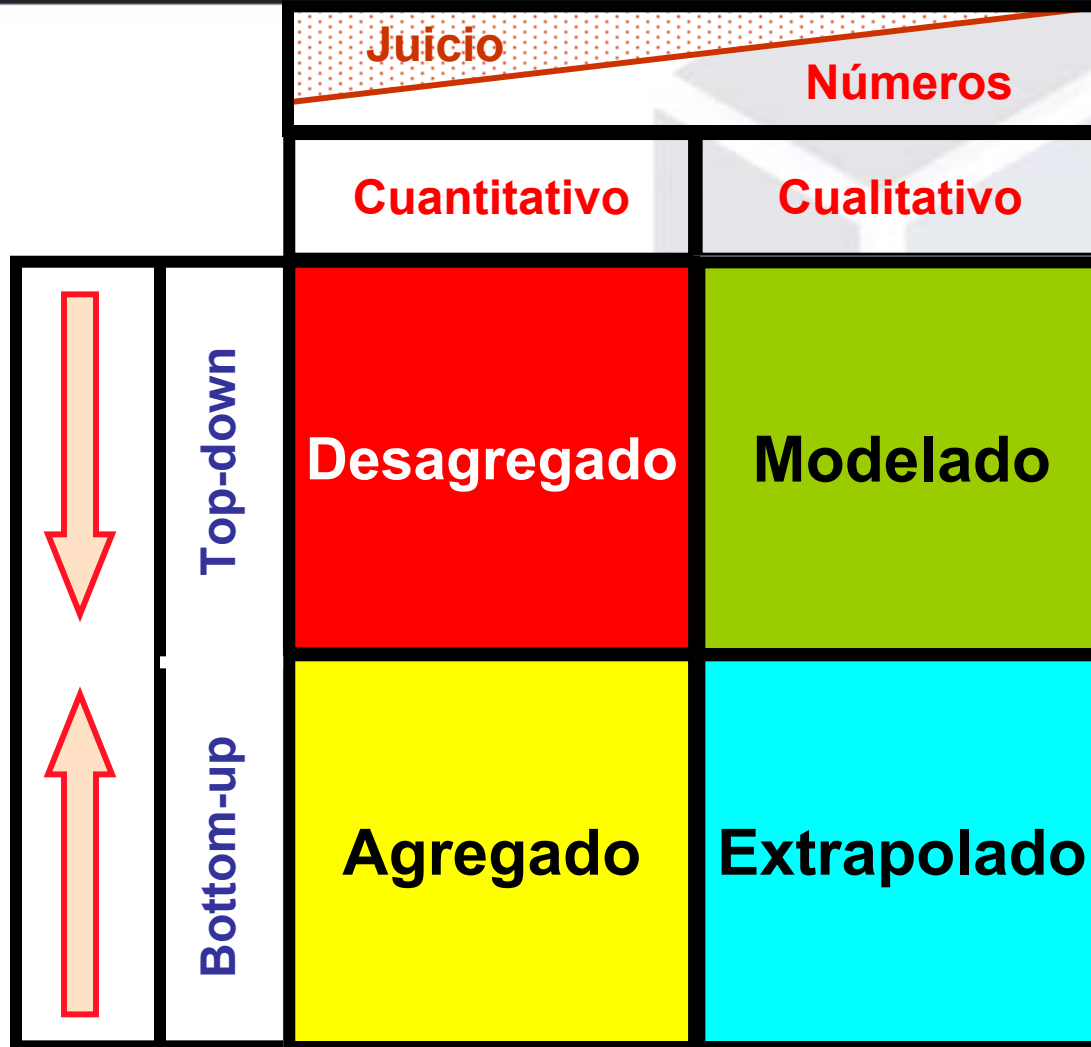 Juicio
Números
Cuantitativo
Cualitativo
Top-down
Desagregado
Modelado
Bottom-up
Agregado
Extrapolado